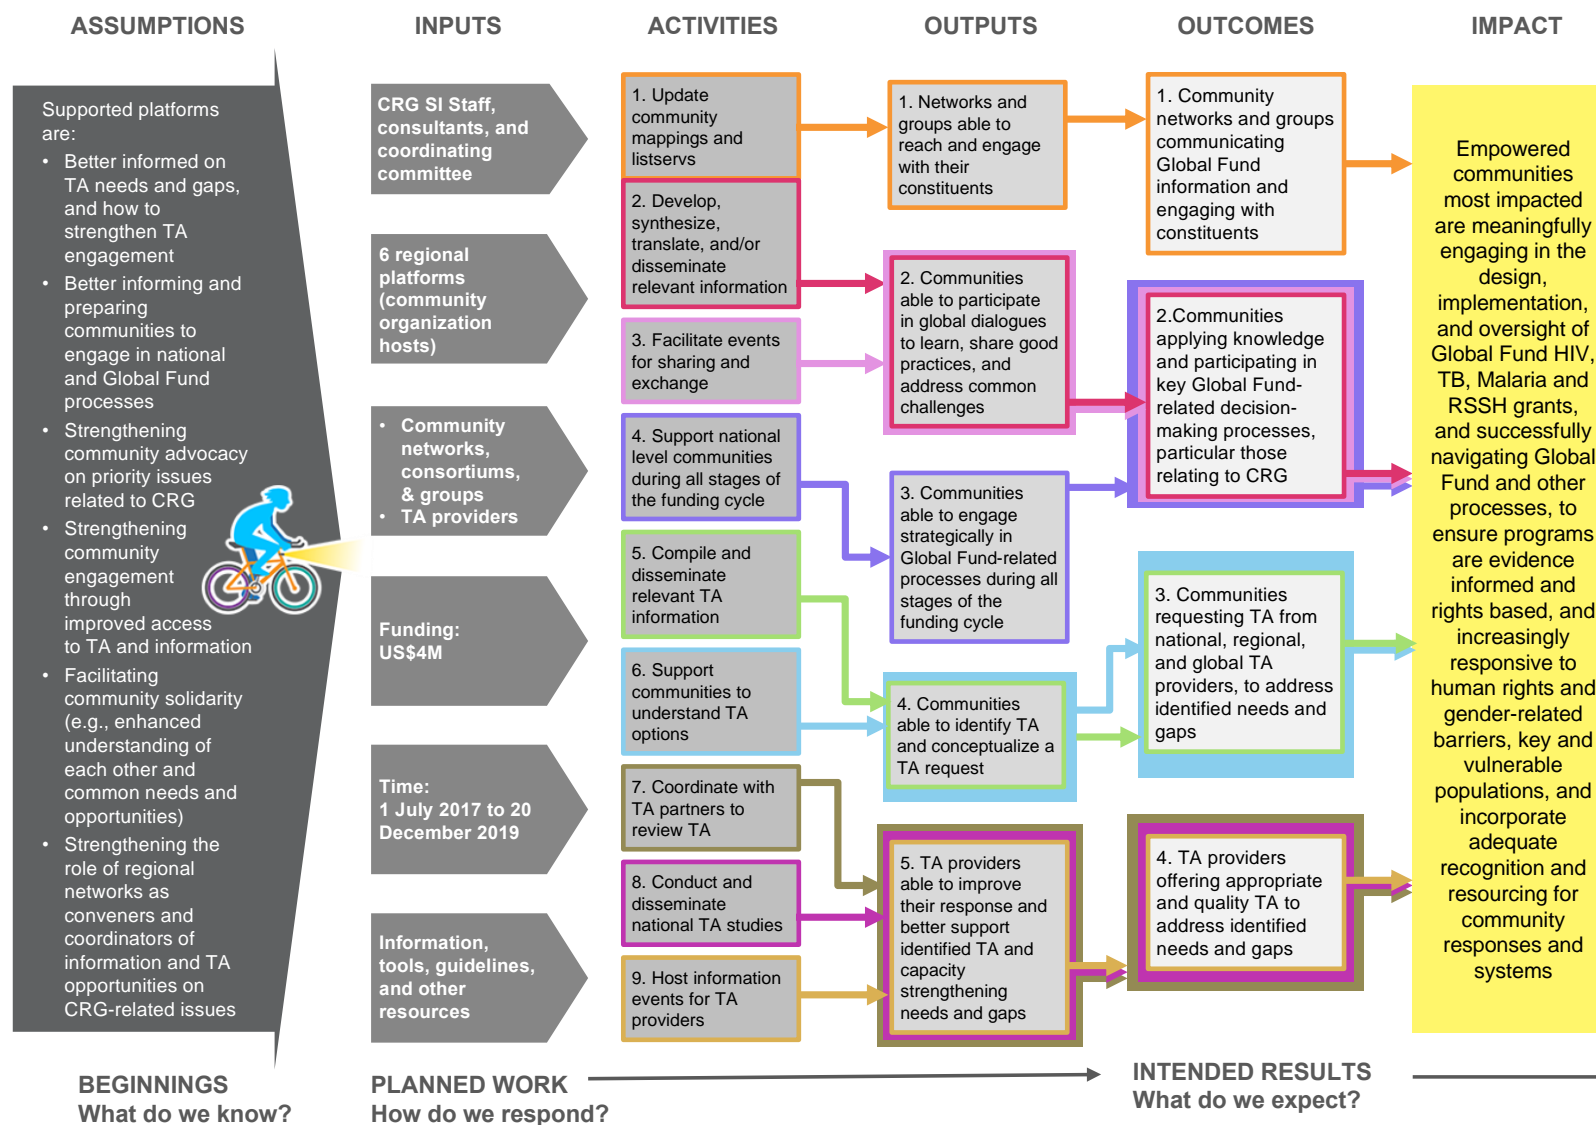 ASSUMPTIONS
INPUTS
ACTIVITIES
OUTPUTS
OUTCOMES
IMPACT
Supported platforms
are:
• Better informed on
TA needs and gaps,
and how to
strengthen TA
engagement
• Better informing and
preparing
communities to
engage in national
and Global Fund
processes
• Strengthening
community advocacy
on priority issues
related to CRG
• Strengthening
community
engagement
through
improved access
to TA and information
• Facilitating
community solidarity
(e.g., enhanced
understanding of
each other and
common needs and
opportunities)
• Strengthening the
role of regional
networks as
conveners and
coordinators of
information and TA
opportunities on
CRG-related issues
CRG SI Staff,
consultants, and
coordinating
committee
6 regional
platforms
(community
organization
hosts)
• Community
networks,
consortiums,
& groups
• TA providers
Funding:
US$4M
Time:
1 July 2017 to 20
December 2019
Information,
tools, guidelines,
and other
resources
1. Update
community
mappings and
listservs
2. Develop,
synthesize,
translate, and/or
disseminate
relevant information
3. Facilitate events
for sharing and
exchange
4. Support national
level communities
during all stages of
the funding cycle
5. Compile and
disseminate
relevant TA
information
6. Support
communities to
understand TA
options
7. Coordinate with
TA partners to
review TA
8. Conduct and
disseminate
national TA studies
9. Host information
events for TA
providers
1. Networks and
groups able to
reach and engage
with their
constituents
2. Communities
able to participate
in global dialogues
to learn, share good
practices, and
address common
challenges
3. Communities
able to engage
strategically in
Global Fund-related
processes during all
stages of the
funding cycle
4. Communities
able to identify TA
and conceptualize a
TA request
5. TA providers
able to improve
their response and
better support
identified TA and
capacity
strengthening
needs and gaps
1. Community
networks and groups
communicating
Global Fund
information and
engaging with
constituents
2.Communities
applying knowledge
and participating in
key Global Fund-
related decision-
making processes,
particular those
relating to CRG
3. Communities
requesting TA from
national, regional,
and global TA
providers, to address
identified needs and
gaps
4. TA providers
offering appropriate
and quality TA to
address identified
needs and gaps
Empowered
communities
most impacted
are meaningfully
engaging in the
design,
implementation,
and oversight of
Global Fund HIV,
TB, Malaria and
RSSH grants,
and successfully
navigating Global
Fund and other
processes, to
ensure programs
are evidence
informed and
rights based, and
increasingly
responsive to
human rights and
gender-related
barriers, key and
vulnerable
populations, and
incorporate
adequate
recognition and
resourcing for
community
responses and
systems
BEGINNINGS
What do we know?
PLANNED WORK
How do we respond?
INTENDED RESULTS
What do we expect?